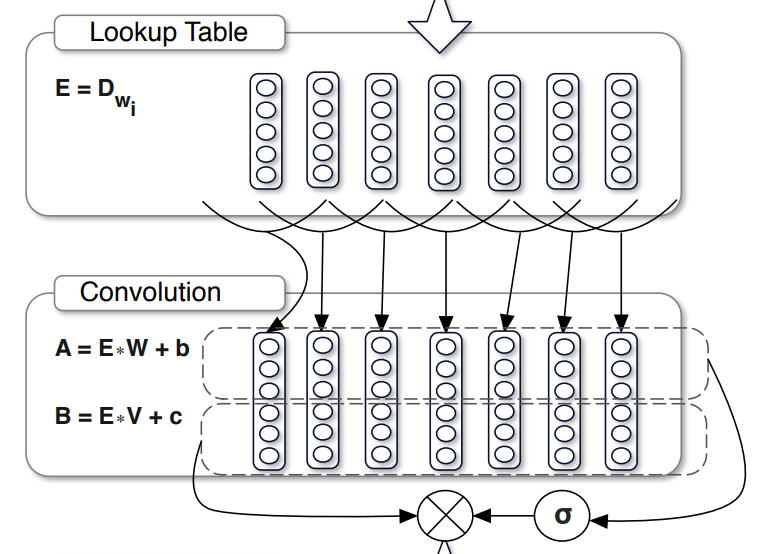 Lookup Table
E = D_{w_i}
Convolution
A = E∗W + b
B = E∗V + c
σ